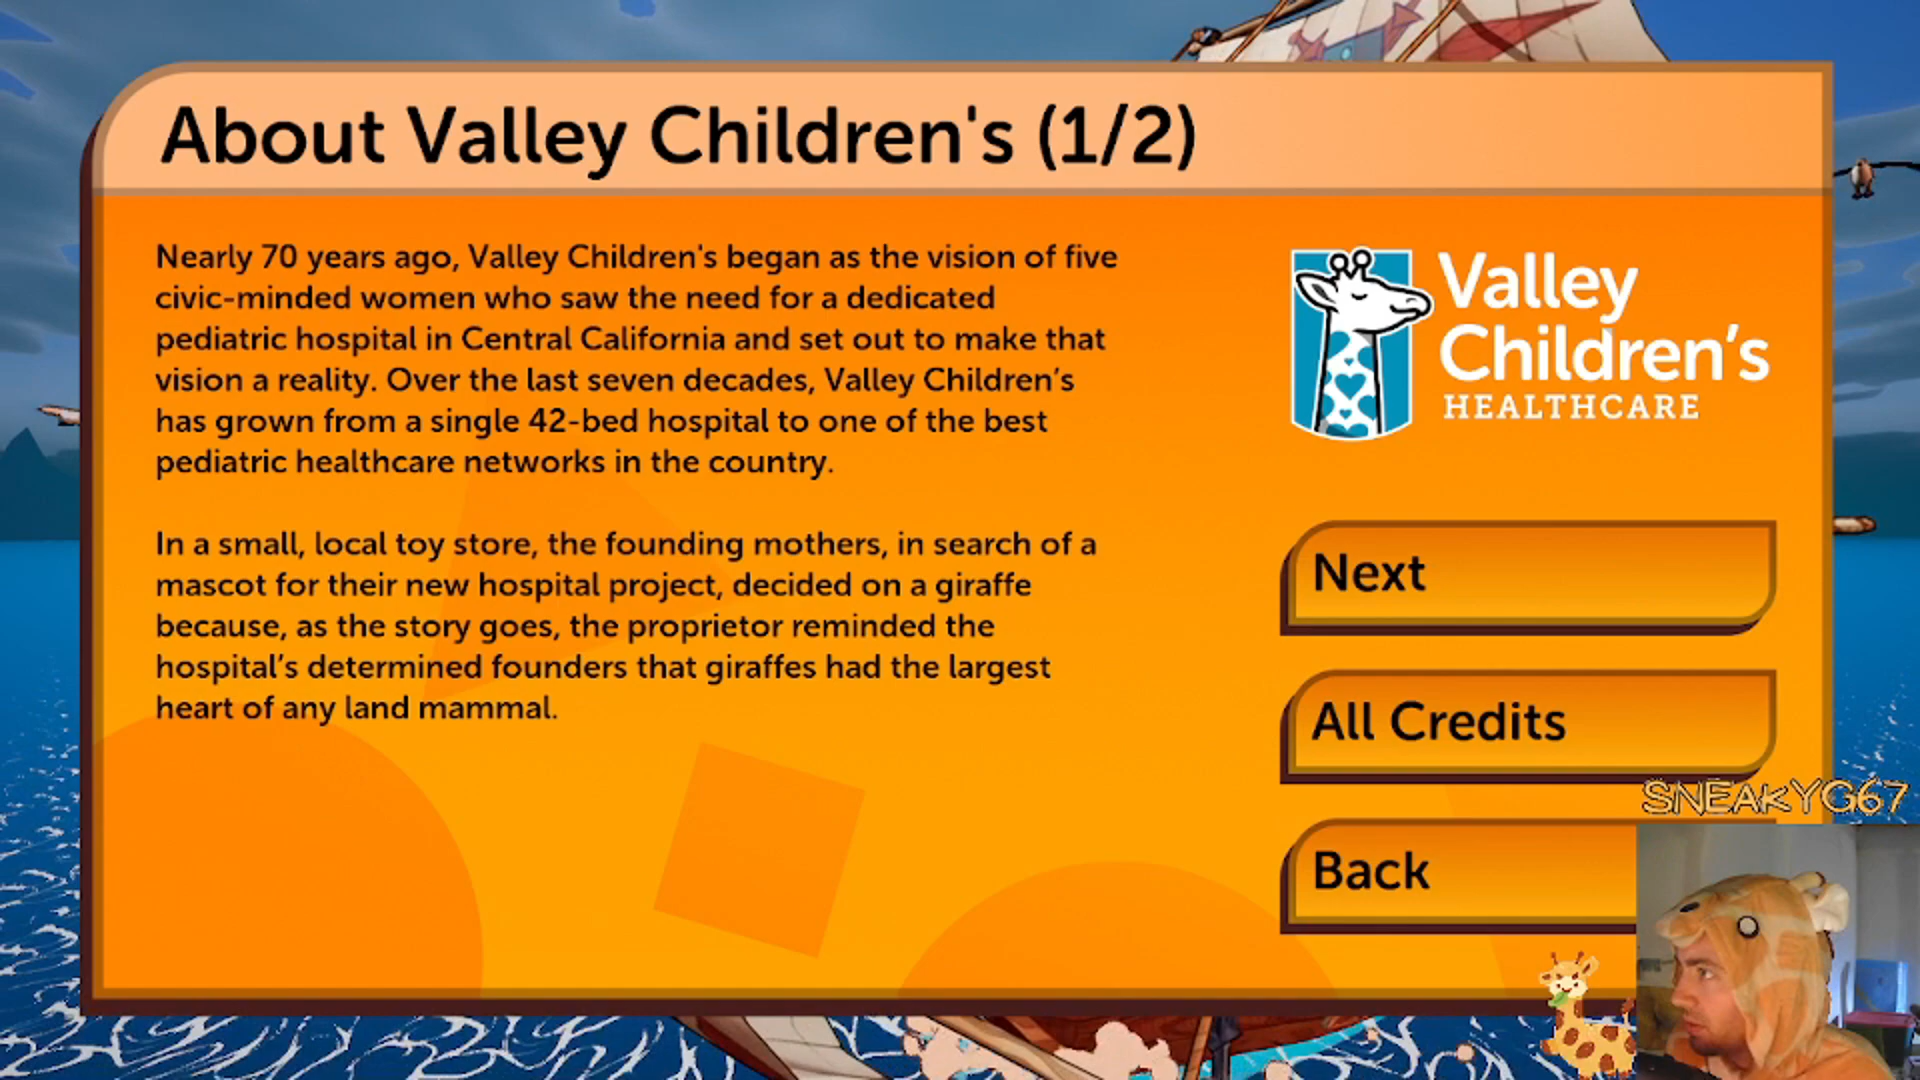 About Valley Children's (1/2)
Nearly 70 years ago, Valley Children's began as the vision of five
civic-minded women who saw the need for a dedicated
pediatric hospital in Central California and set out to make that
vision a reality. Over the last seven decades, Valley Children’s
has grown from a single 42-bed hospital to one of the best
pediatric healthcare networks in the country.
In a small, local toy store, the founding mothers, in search of a
mascot for their new hospital project, decided on a giraffe
because, as the story goes, the proprietor reminded the
hospital’s determined founders that giraffes had the largest
heart of any land mammal.
Valley
Children’s
HEALTHCARE
Next
All Credits
Back
SNEAKYG67